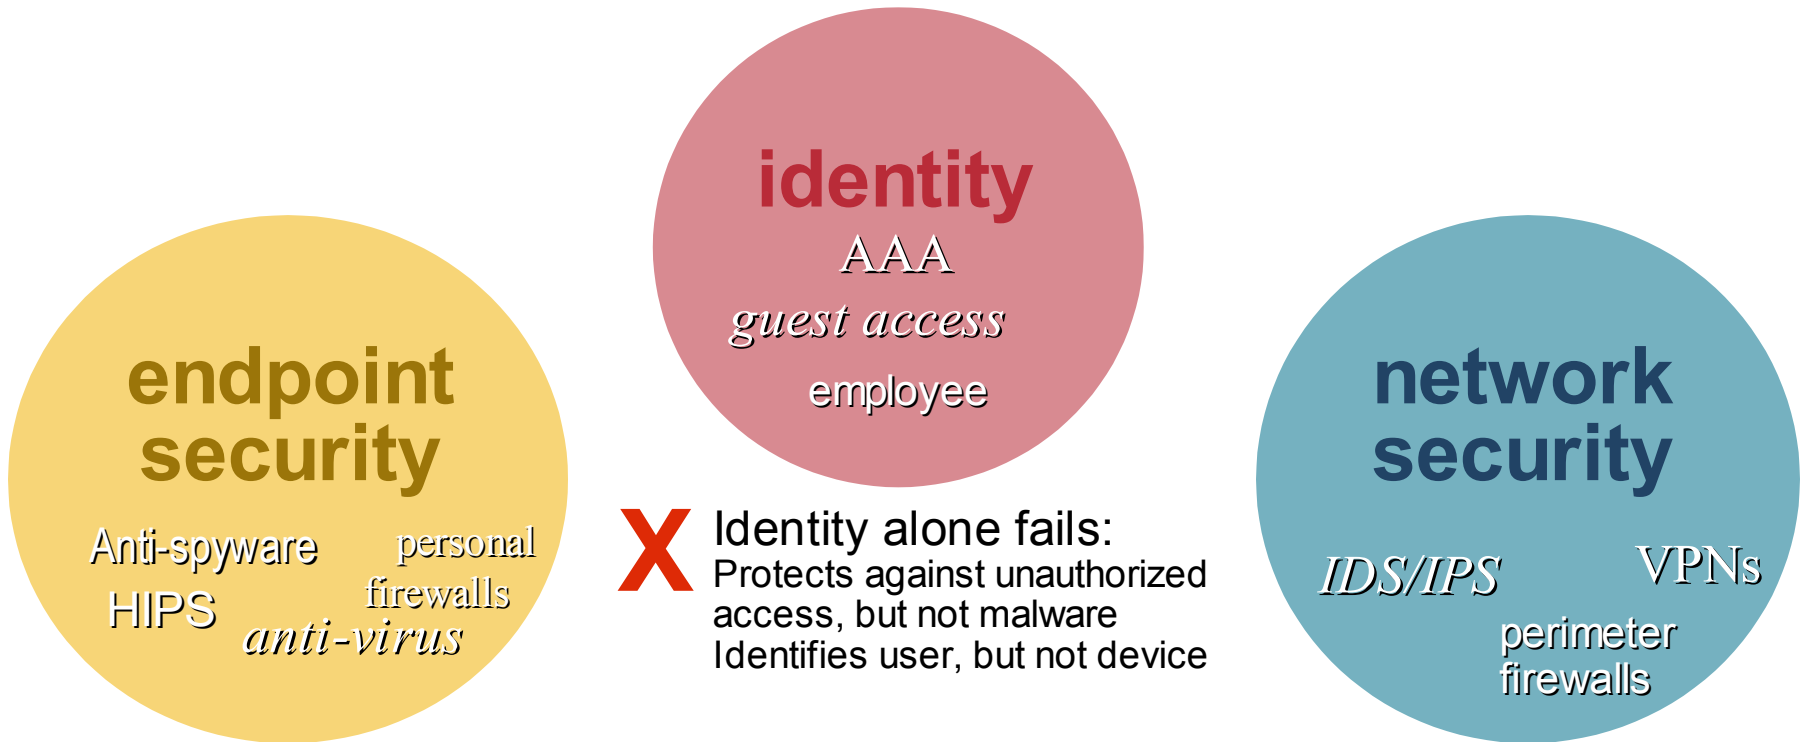 identity
AAA
guest access
employee
endpoint
security
Anti-spyware
personal
firewalls
HIPS
anti-virus
X
Identity alone fails:
Protects against unauthorized
access, but not malware
Identifies user, but not device
network
security
IDS/IPS
VPNs
perimeter
firewalls